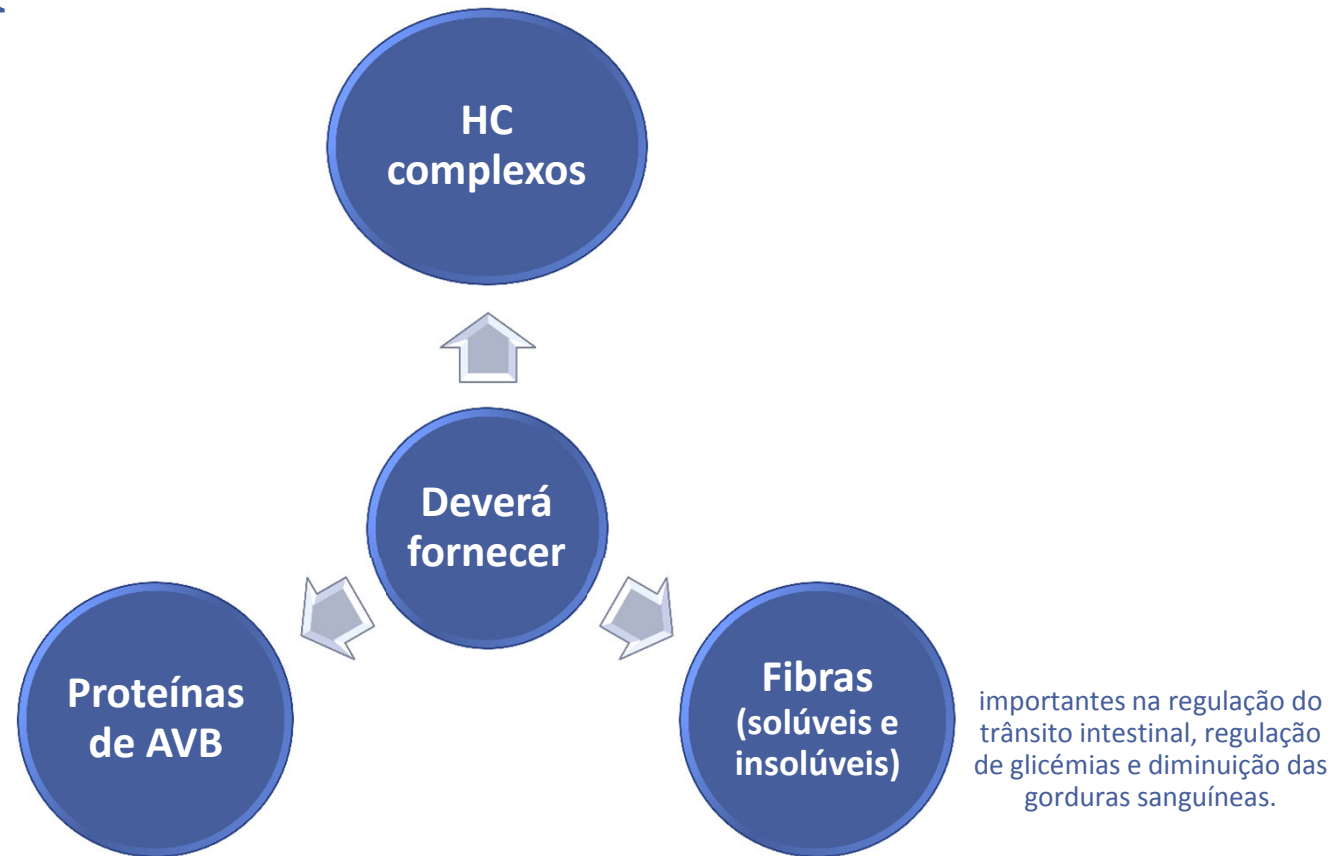 HC
complexos
Deverá
fornecer
Proteínas
de AVB
Fibras
(solúveis e
insolúveis)
importantes na regulação do
trânsito intestinal, regulação
de glicémias e diminuição das
gorduras sanguíneas.